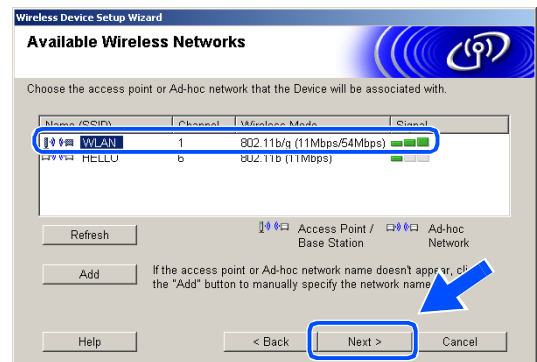 Wireless Device Setup Wizard
Available Wireless Networks
Choose the access point or Ad-hoc network that the Device will be associated with.
Name (SSID) Channel Wireless Mode Signal
WLAN 1 802.11b/g (11Mbps/54Mbps)
HELLO 6 802.11b (11Mbps)
Refresh Access Point / Ad-hoc
Base Station Network
Add If the access point or Ad-hoc network name doesn't appear,
the "Add" button to manually specify the network name
Help < Back Next > Cancel